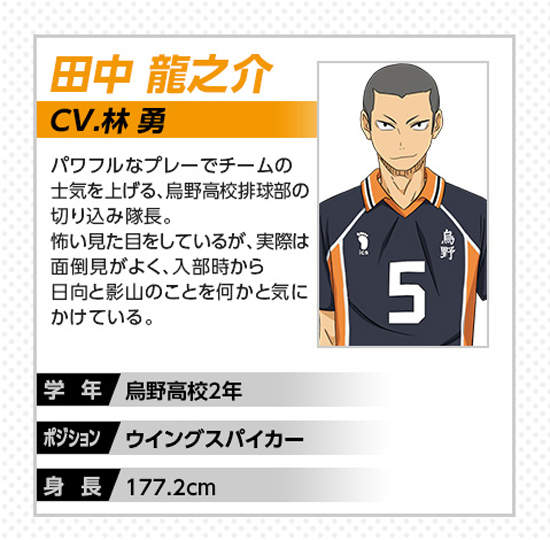 田中 龍之介
CV.林 勇
パワフルなプレーでチームの
士気を上げる、烏野高校排球部の
切り込み隊長。
怖い見た目をしているが、実際は
面倒見がよく、入部時から
日向と影山のことを何かと気に
かけている。
烏野
ics
5
学年 烏野高校2年
ポジション ウイングスパイカー
身長 177.2cm